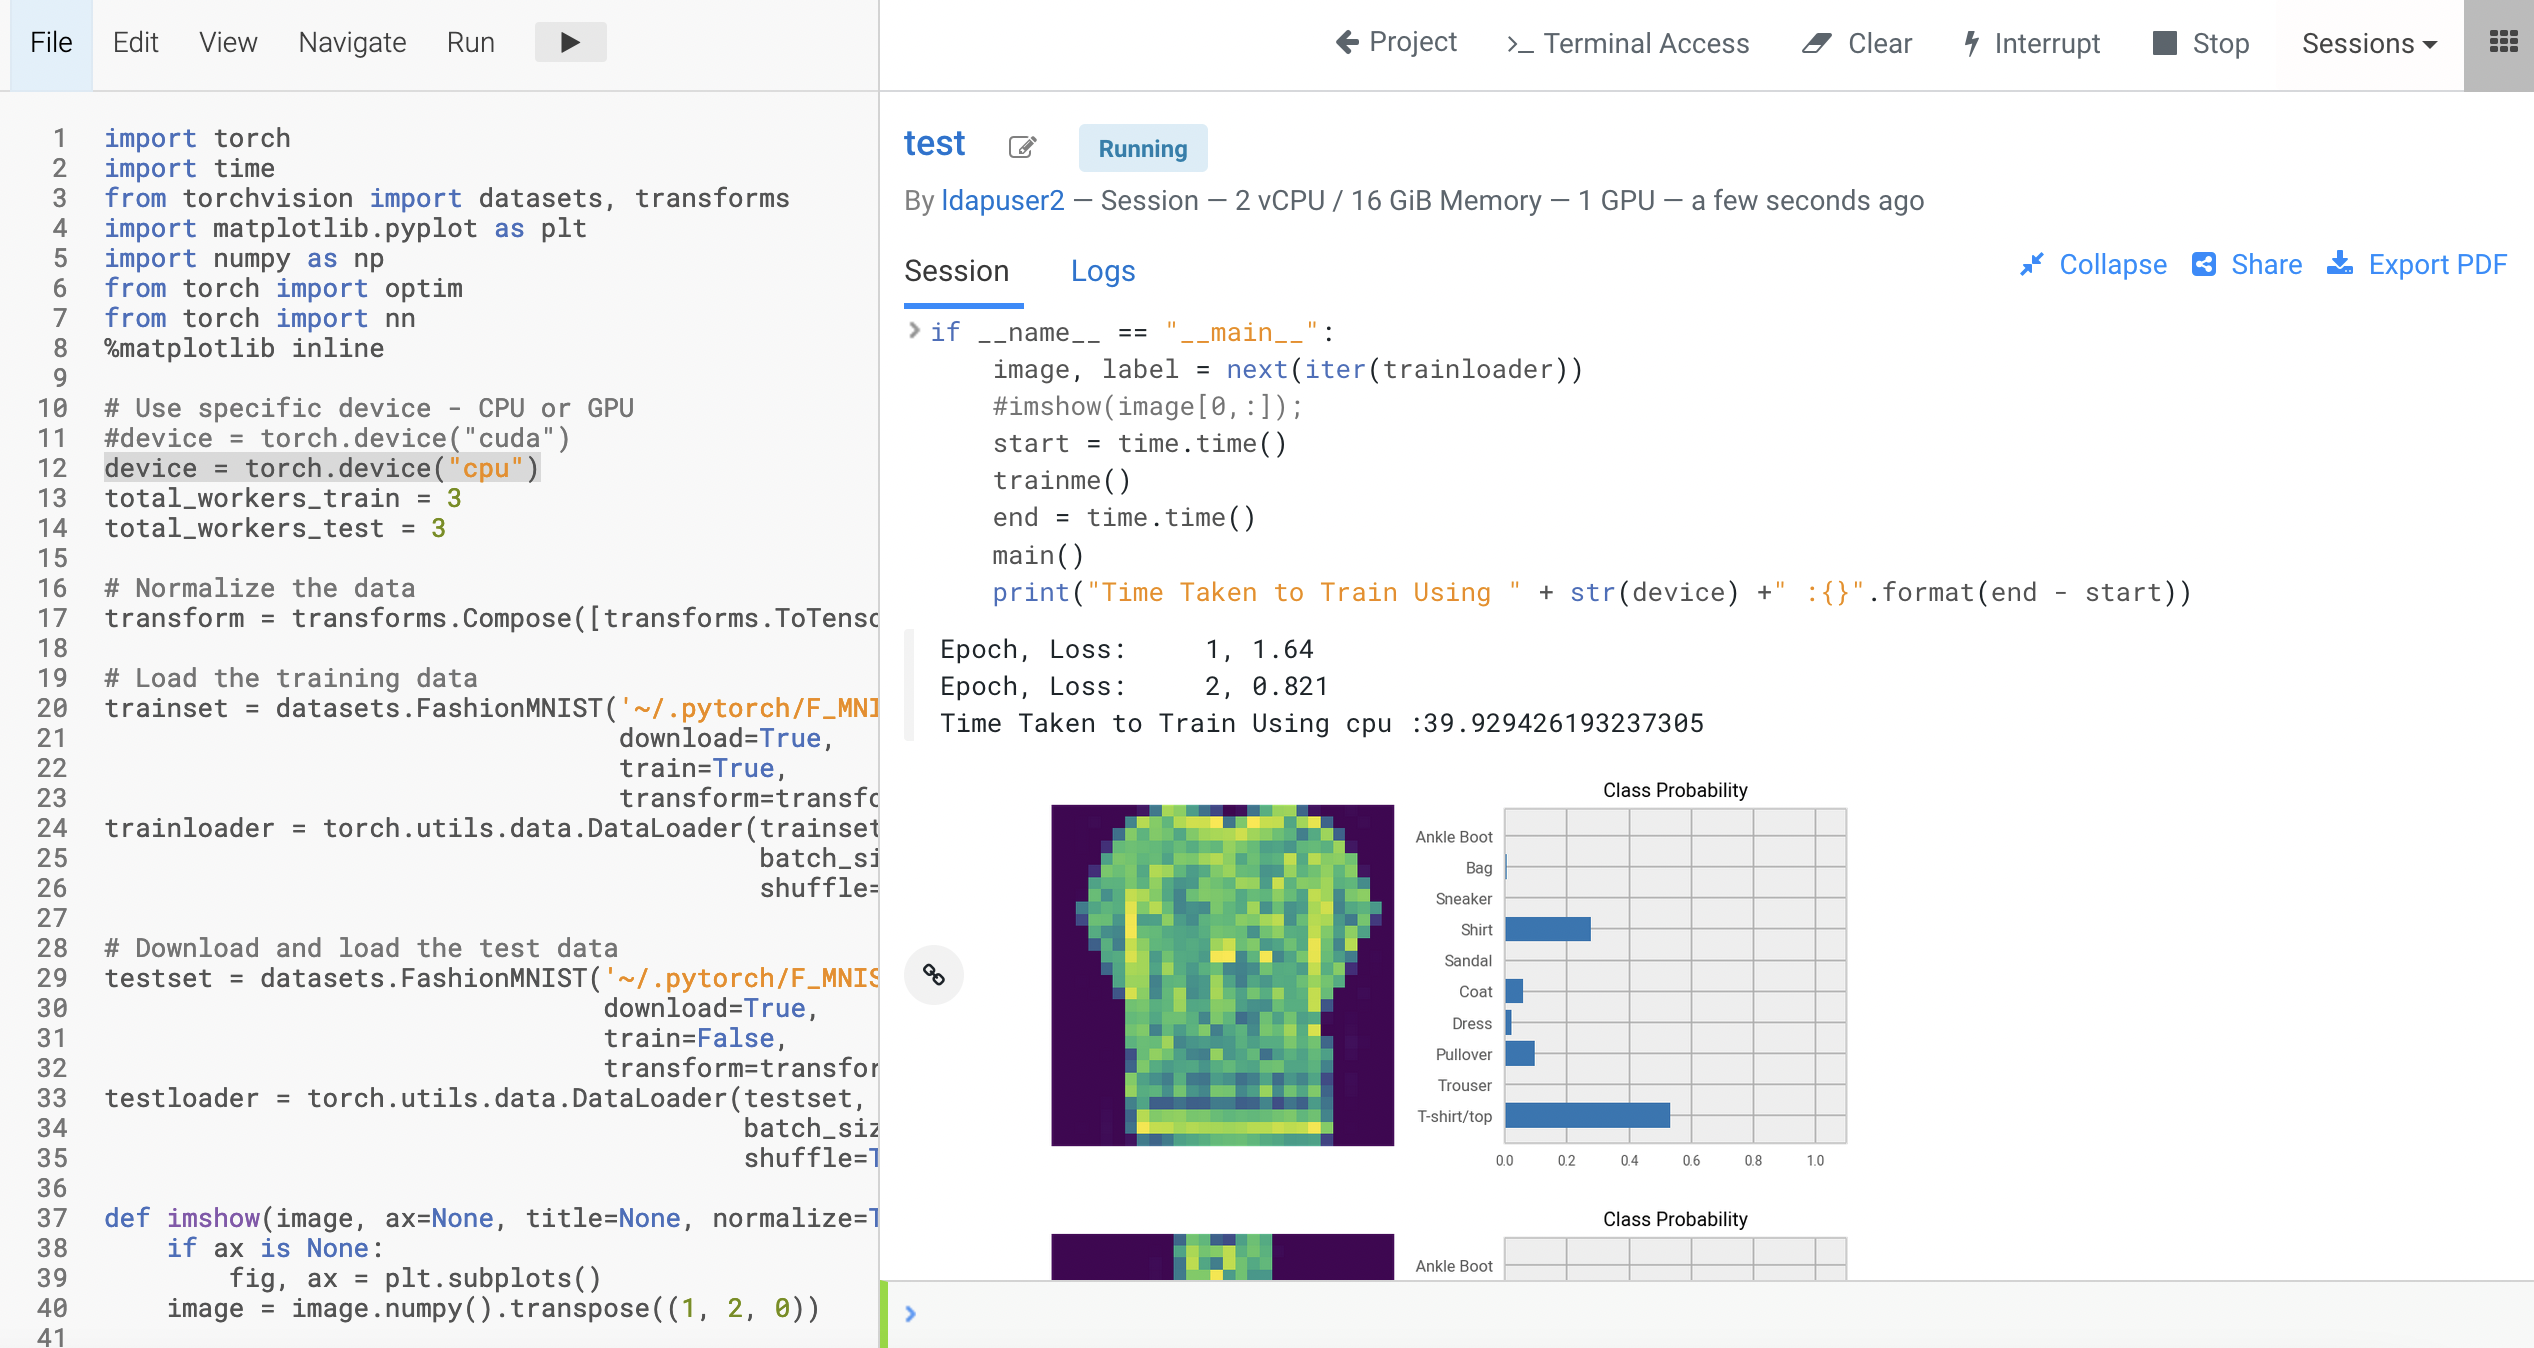 File Edit View Navigate Run
Project Terminal Access Clear Interrupt Stop Sessions
1 import torch
2 import time
3 from torchvision import datasets, transforms
4 import matplotlib.pyplot as plt
5 import numpy as np
6 from torch import optim
7 from torch import nn
8 %matplotlib inline
9
10 # Use specific device - CPU or GPU
11 #device = torch.device("cuda")
12 device = torch.device("cpu")
13 total_workers_train = 3
14 total_workers_test = 3
15
16 # Normalize the data
17 transform = transforms.Compose([transforms.ToTenso
18
19 # Load the training data
20 trainset = datasets.FashionMNIST('~/.pytorch/F_MNI
21 download=True,
22 train=True,
23 transform=transfo
24 trainloader = torch.utils.data.DataLoader(trainset
25 batch_si
26 shuffle=
27
28 # Download and load the test data
29 testset = datasets.FashionMNIST('~/.pytorch/F_MNIS
30 download=True,
31 train=False,
32 transform=transfor
33 testloader = torch.utils.data.DataLoader(testset,
34 batch_siz
35 shuffle=T
36
37 def imshow(image, ax=None, title=None, normalize=T
38 if ax is None:
39 fig, ax = plt.subplots()
40 image = image.numpy().transpose((1, 2, 0))
41
test Running
By ldapuser2 — Session — 2 vCPU / 16 GiB Memory — 1 GPU — a few seconds ago
Session Logs Collapse Share Export PDF
if __name__ == "__main__":
image, label = next(iter(trainloader))
#imshow(image[0,:]);
start = time.time()
trainme()
end = time.time()
main()
print("Time Taken to Train Using " + str(device) +" :{}".format(end - start))
Epoch, Loss: 1, 1.64
Epoch, Loss: 2, 0.821
Time Taken to Train Using cpu :39.929426193237305
Class Probability
Ankle Boot
Bag
Sneaker
Shirt
Sandal
Coat
Dress
Pullover
Trouser
T-shirt/top
0.0 0.2 0.4 0.6 0.8 1.0
Class Probability
Ankle Boot